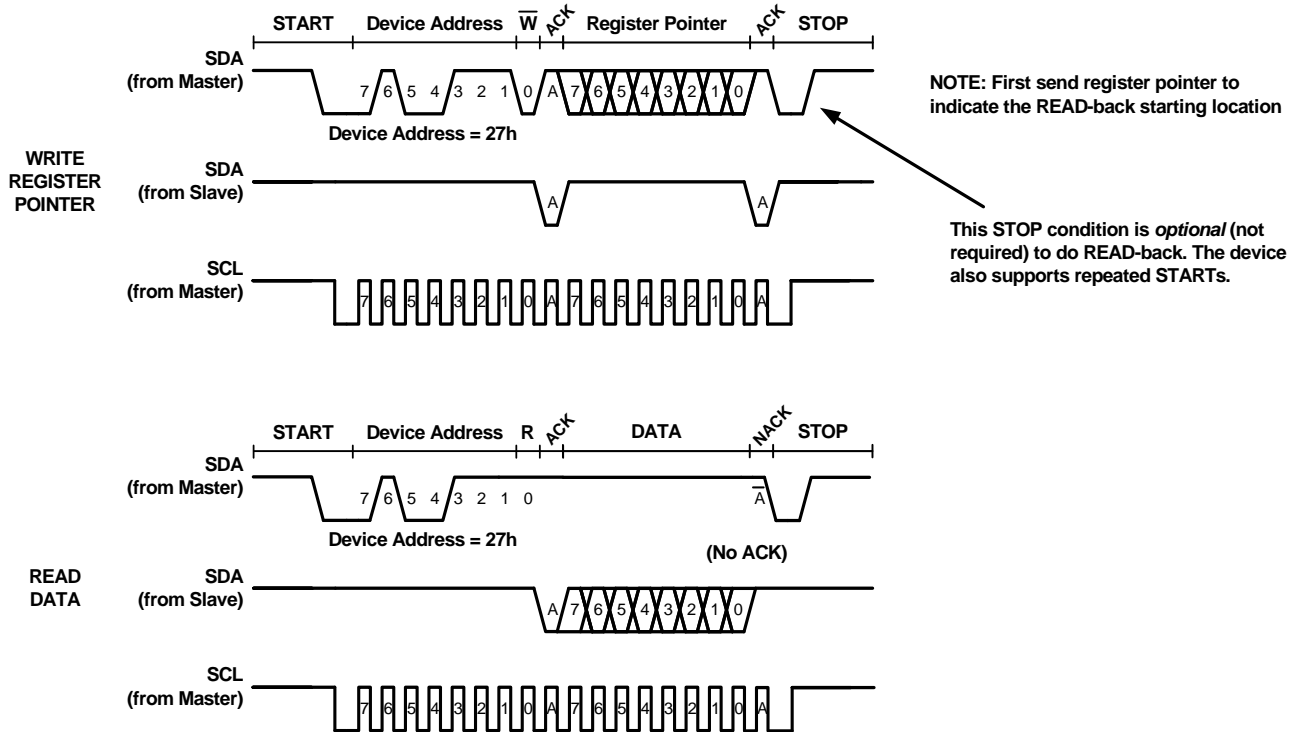 START Device Address W̅ ACK Register Pointer ACK STOP
SDA
(from Master)
7 6 5 4 3 2 1 0 A 7 6 5 4 3 2 1 0
Device Address = 27h
NOTE: First send register pointer to
indicate the READ-back starting location
WRITE
REGISTER
POINTER
SDA
(from Slave)
A A
This STOP condition is optional (not
required) to do READ-back. The device
also supports repeated STARTs.
SCL
(from Master)
7 6 5 4 3 2 1 0 A 7 6 5 4 3 2 1 0 A
START Device Address R ACK DATA NACK STOP
SDA
(from Master)
7 6 5 4 3 2 1 0 A̅
Device Address = 27h
(No ACK)
READ
DATA
SDA
(from Slave)
A 7 6 5 4 3 2 1 0
SCL
(from Master)
7 6 5 4 3 2 1 0 A 7 6 5 4 3 2 1 0 A